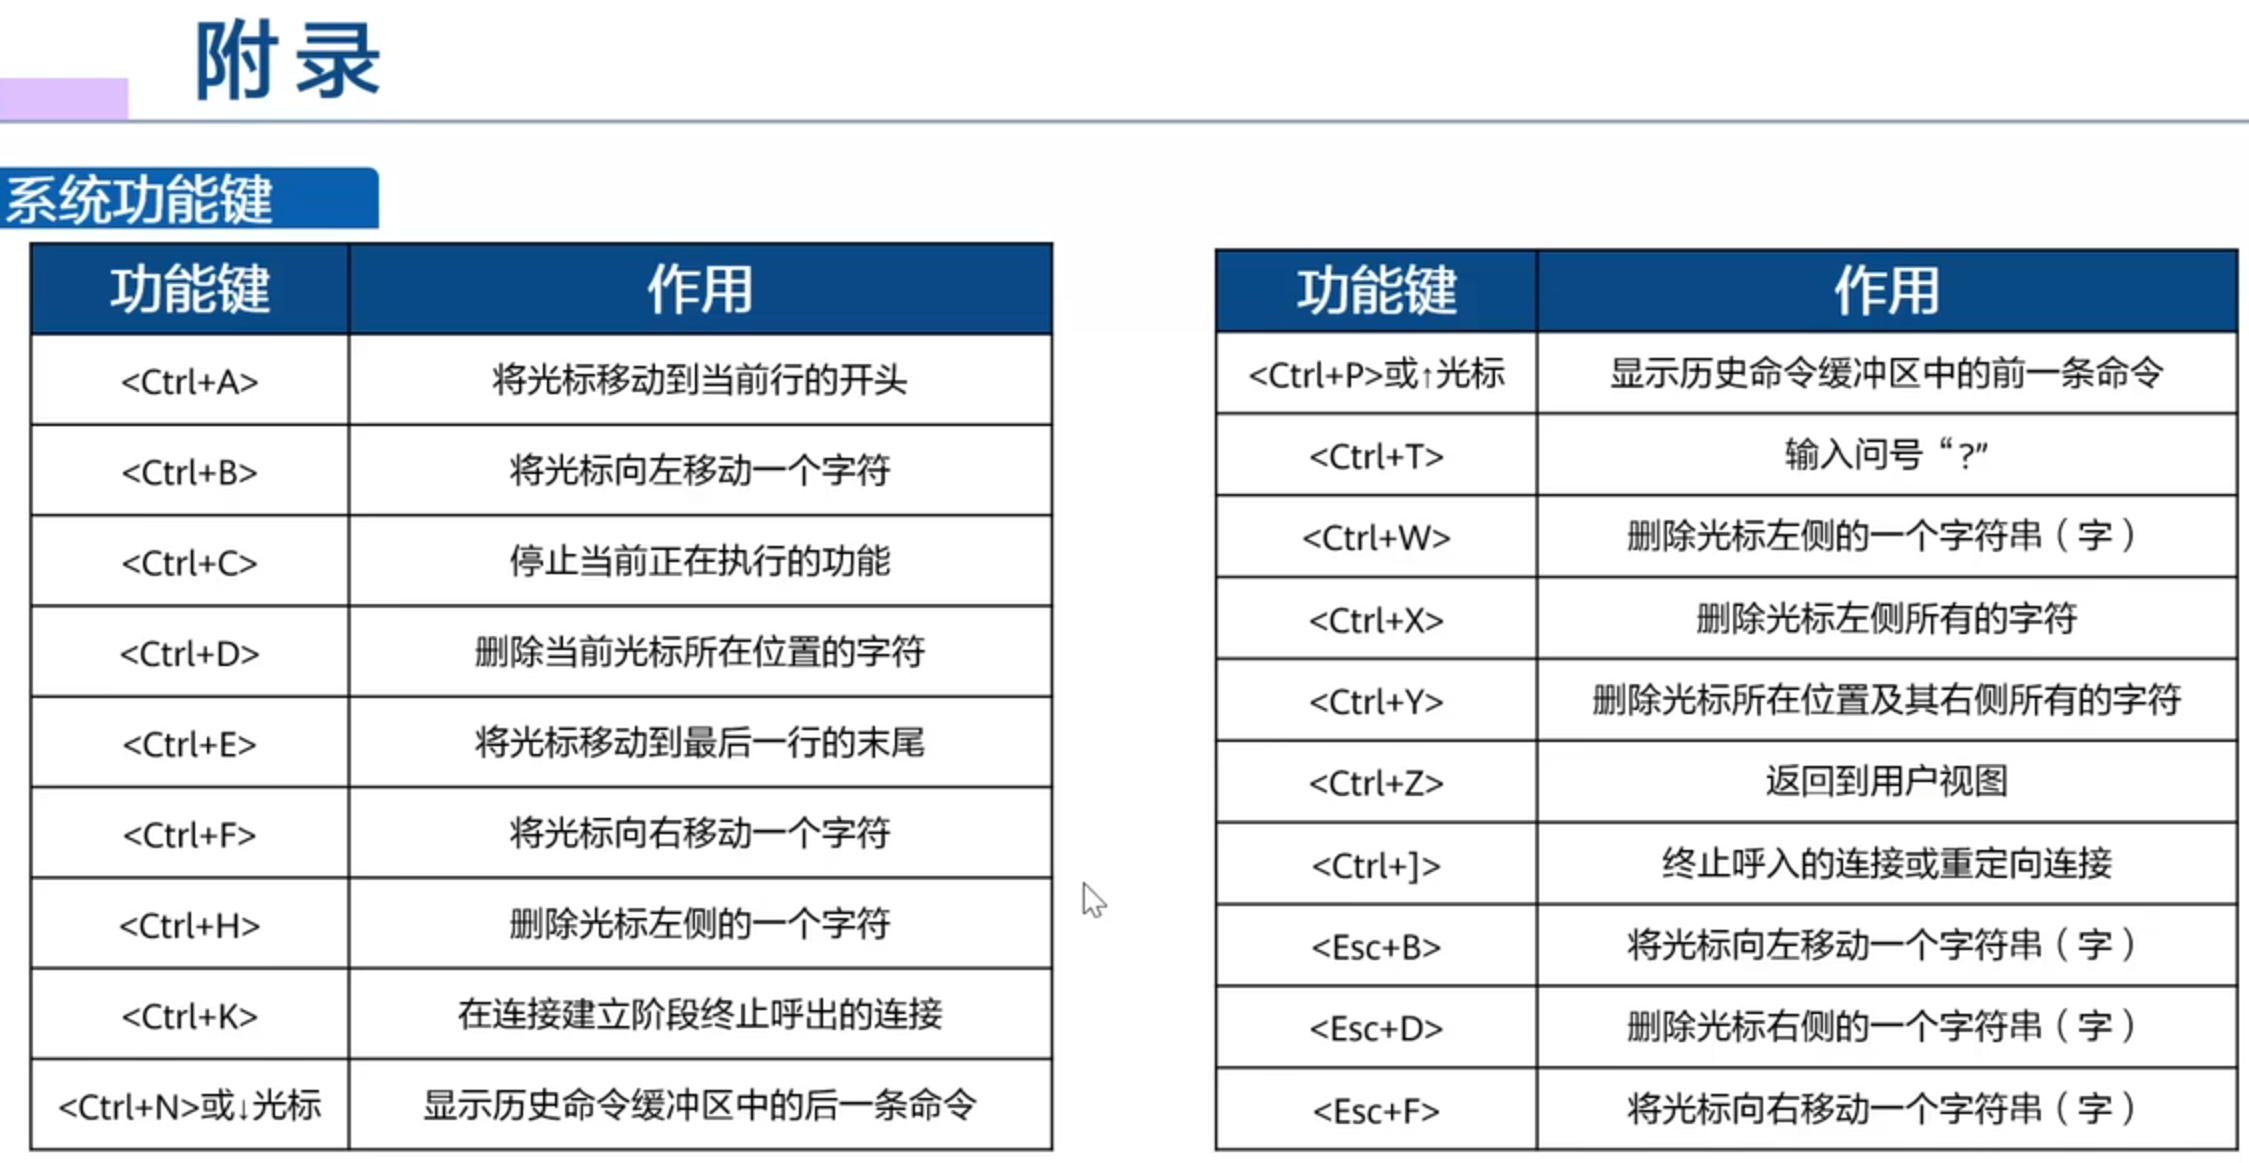 附录
系统功能键
功能键 作用
<Ctrl+A> 将光标移动到当前行的开头
<Ctrl+B> 将光标向左移动一个字符
<Ctrl+C> 停止当前正在执行的功能
<Ctrl+D> 删除当前光标所在位置的字符
<Ctrl+E> 将光标移动到最后一行的末尾
<Ctrl+F> 将光标向右移动一个字符
<Ctrl+H> 删除光标左侧的一个字符
<Ctrl+K> 在连接建立阶段终止呼出的连接
<Ctrl+N>或↓光标 显示历史命令缓冲区中的后一条命令
功能键 作用
<Ctrl+P>或↑光标 显示历史命令缓冲区中的前一条命令
<Ctrl+T> 输入问号“?”
<Ctrl+W> 删除光标左侧的一个字符串（字）
<Ctrl+X> 删除光标左侧所有的字符
<Ctrl+Y> 删除光标所在位置及其右侧所有的字符
<Ctrl+Z> 返回到用户视图
<Ctrl+]> 终止呼入的连接或重定向连接
<Esc+B> 将光标向左移动一个字符串（字）
<Esc+D> 删除光标右侧的一个字符串（字）
<Esc+F> 将光标向右移动一个字符串（字）